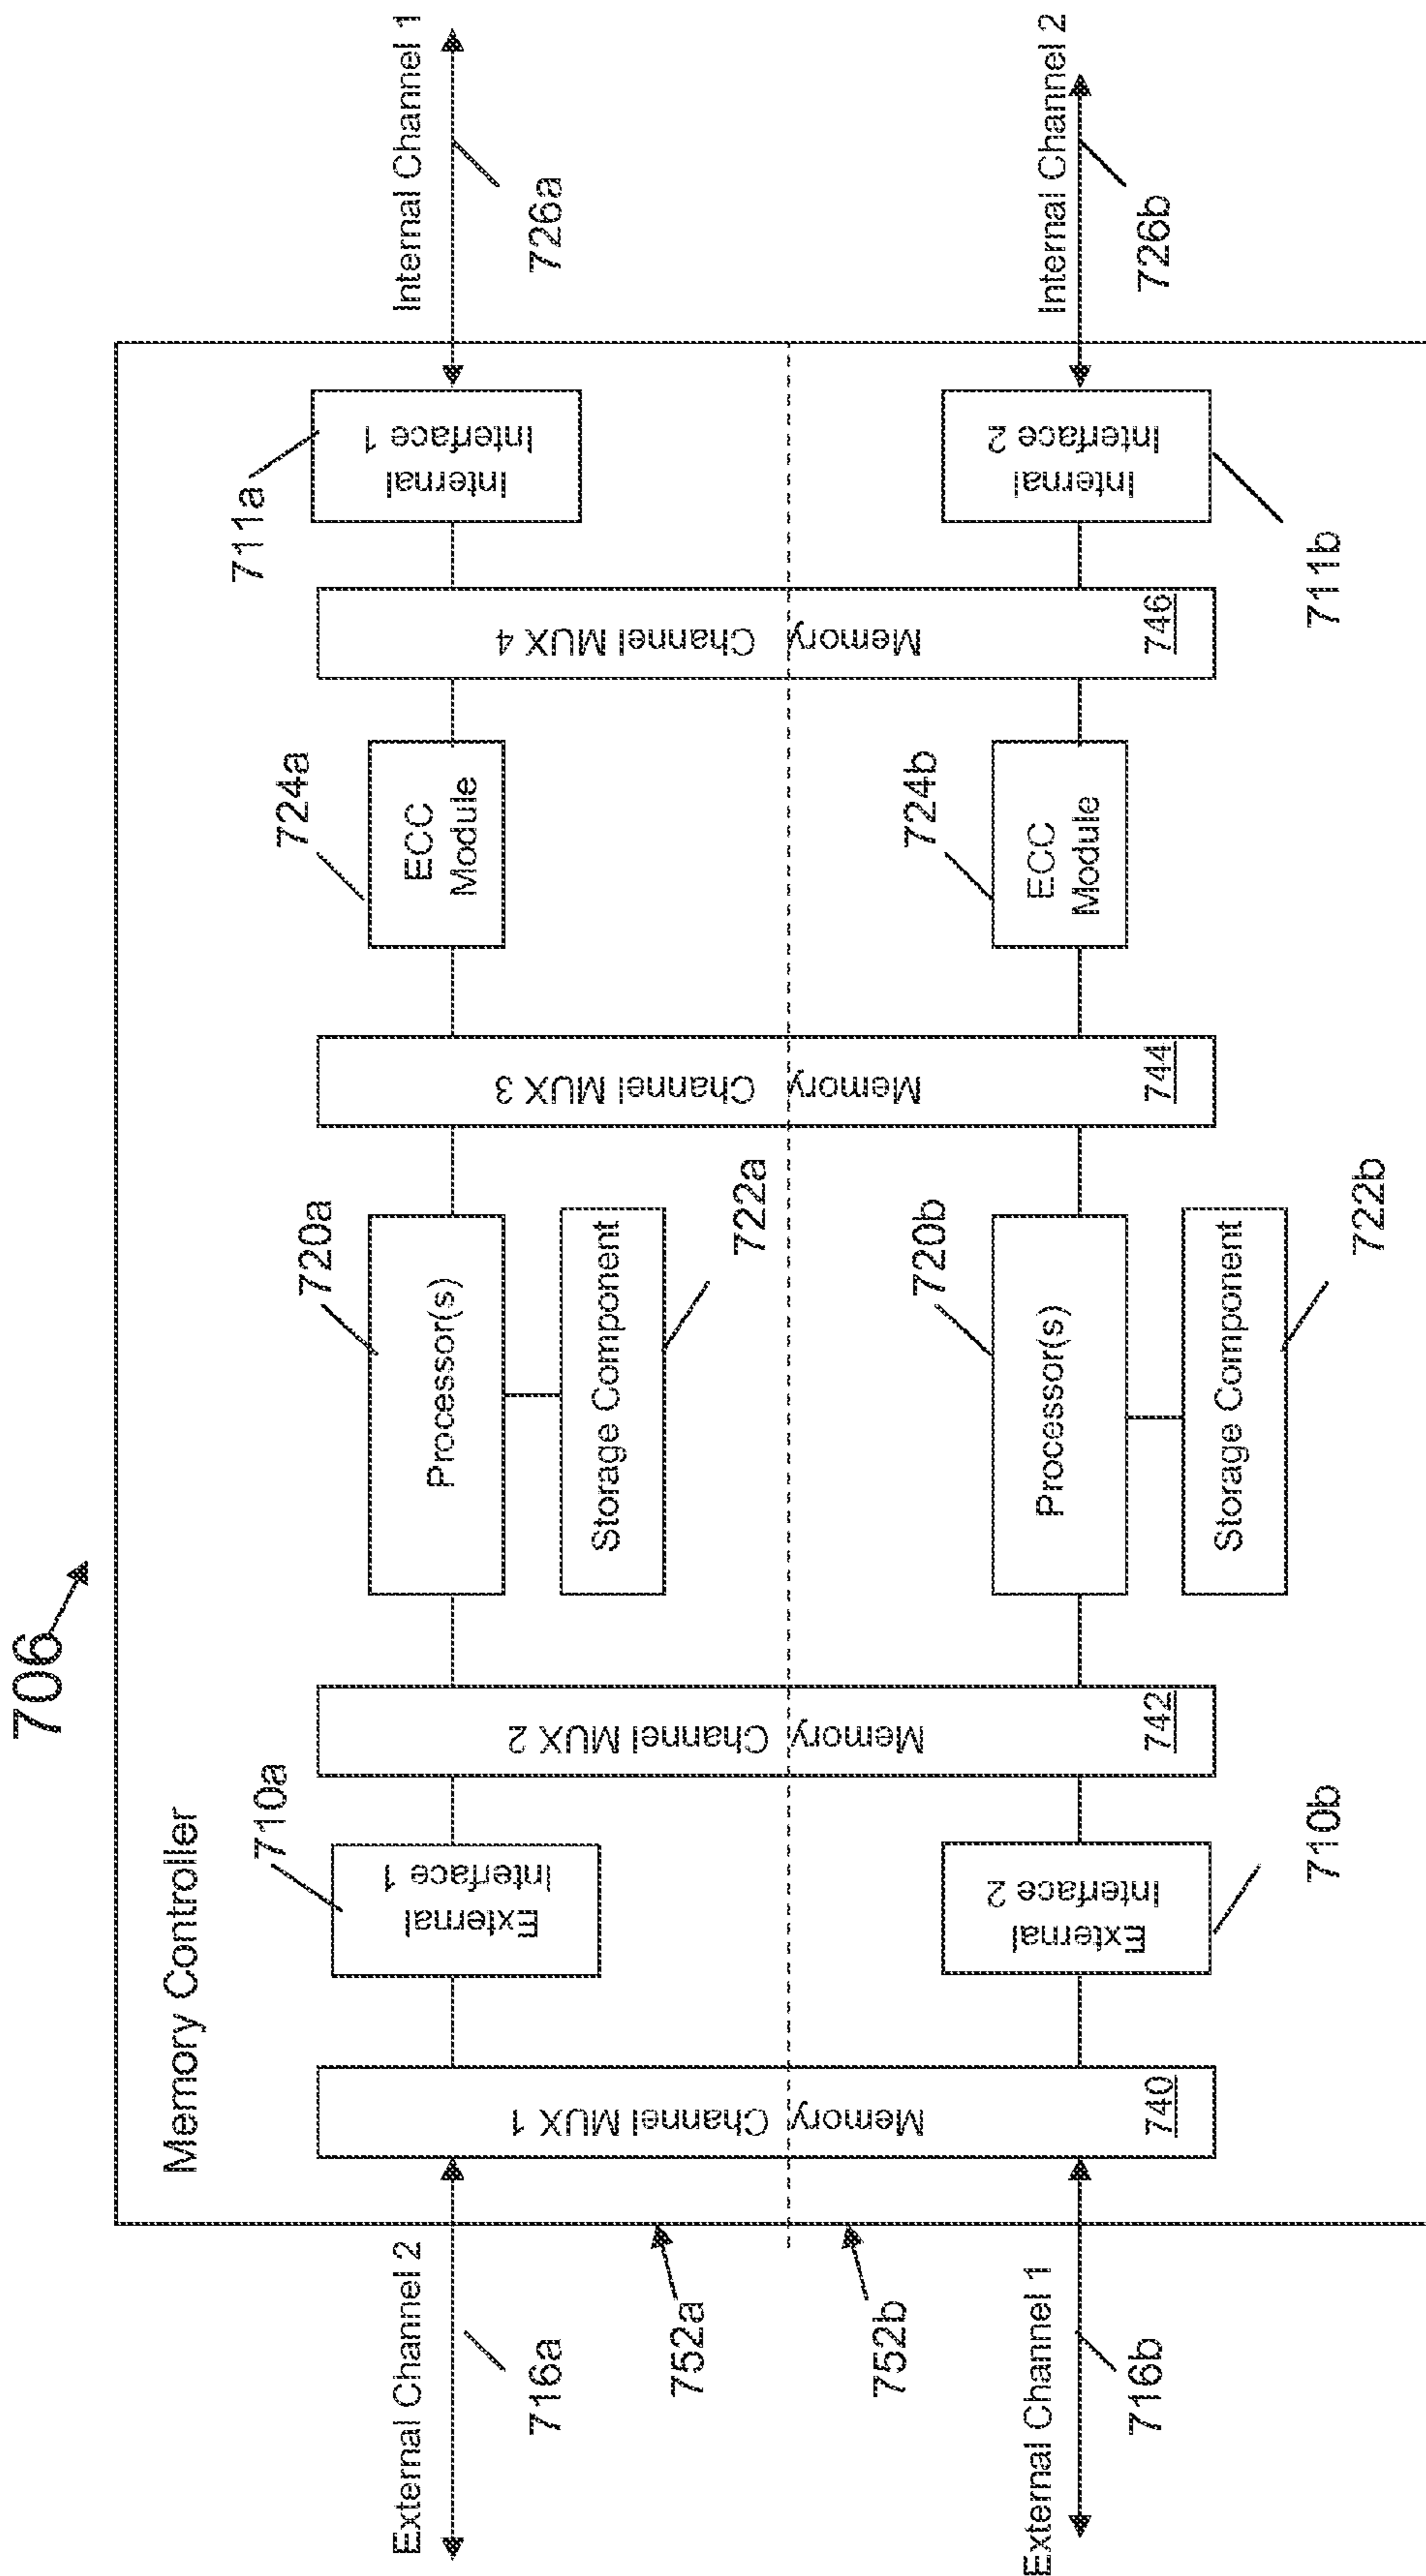 706
Memory Controller
External Channel 2
716a
752a
752b
External Channel 1
716b
Memory
Channel MUX 1
740
710a
External
Interface 1
External
Interface 2
710b
Memory
Channel MUX 2
742
720a
Processor(s)
Storage Component
722a
720b
Processor(s)
Storage Component
722b
Memory
Channel MUX 3
744
724a
ECC
Module
724b
ECC
Module
Memory
Channel MUX 4
746
711a
Internal
Interface 1
Internal
Interface 2
711b
Internal Channel 1
726a
Internal Channel 2
726b